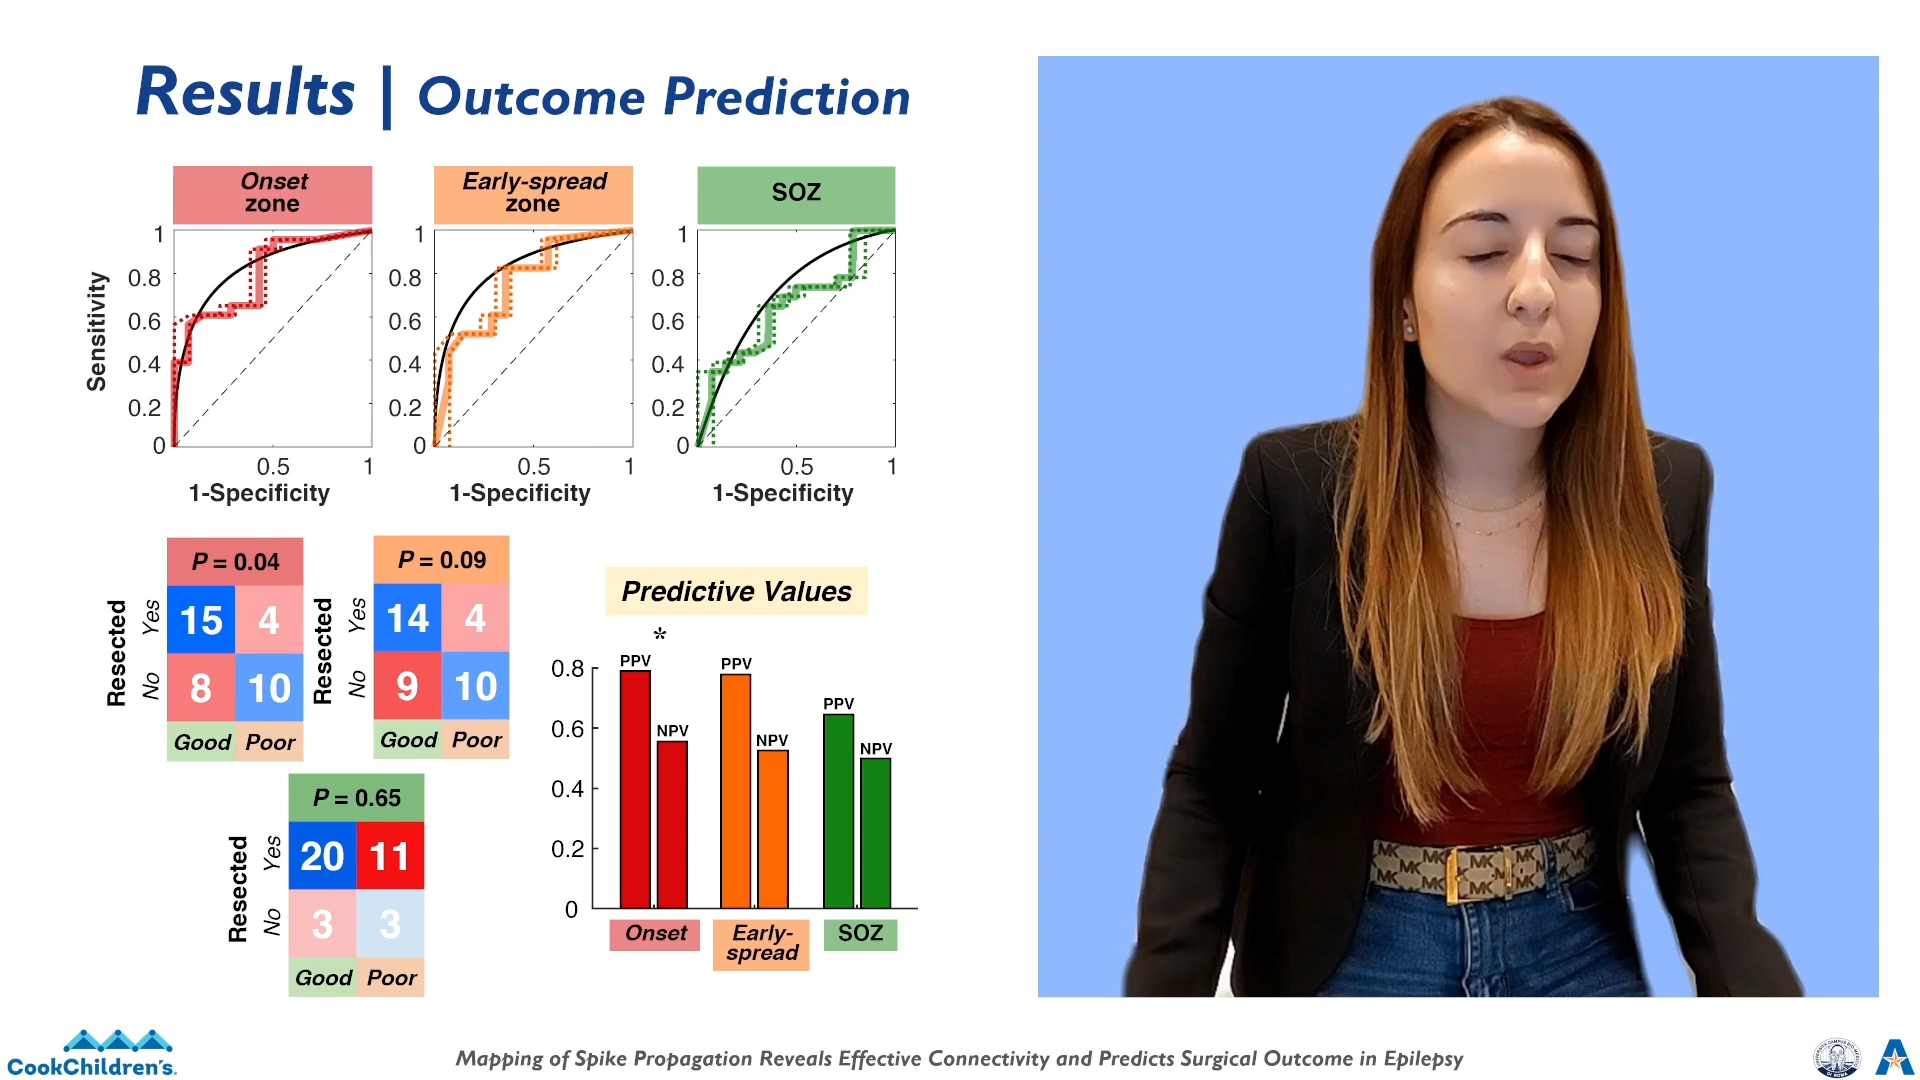 Results | Outcome Prediction
Onset
zone
Early-spread
zone
SOZ
Sensitivity
1
0.8
0.6
0.4
0.2
0
0.5
1
1-Specificity
1
0.8
0.6
0.4
0.2
0
0.5
1
1-Specificity
1
0.8
0.6
0.4
0.2
0
0.5
1
1-Specificity
P = 0.04
Resected
Yes
No
15 4
8 10
Good Poor
P = 0.09
Resected
Yes
No
14 4
9 10
Good Poor
P = 0.65
Resected
Yes
No
20 11
3 3
Good Poor
Predictive Values
*
0.8
0.6
0.4
0.2
0
PPV
NPV
PPV
NPV
PPV
NPV
Onset
Early-
spread
SOZ
MK MK MK MK
CookChildren's.
Mapping of Spike Propagation Reveals Effective Connectivity and Predicts Surgical Outcome in Epilepsy